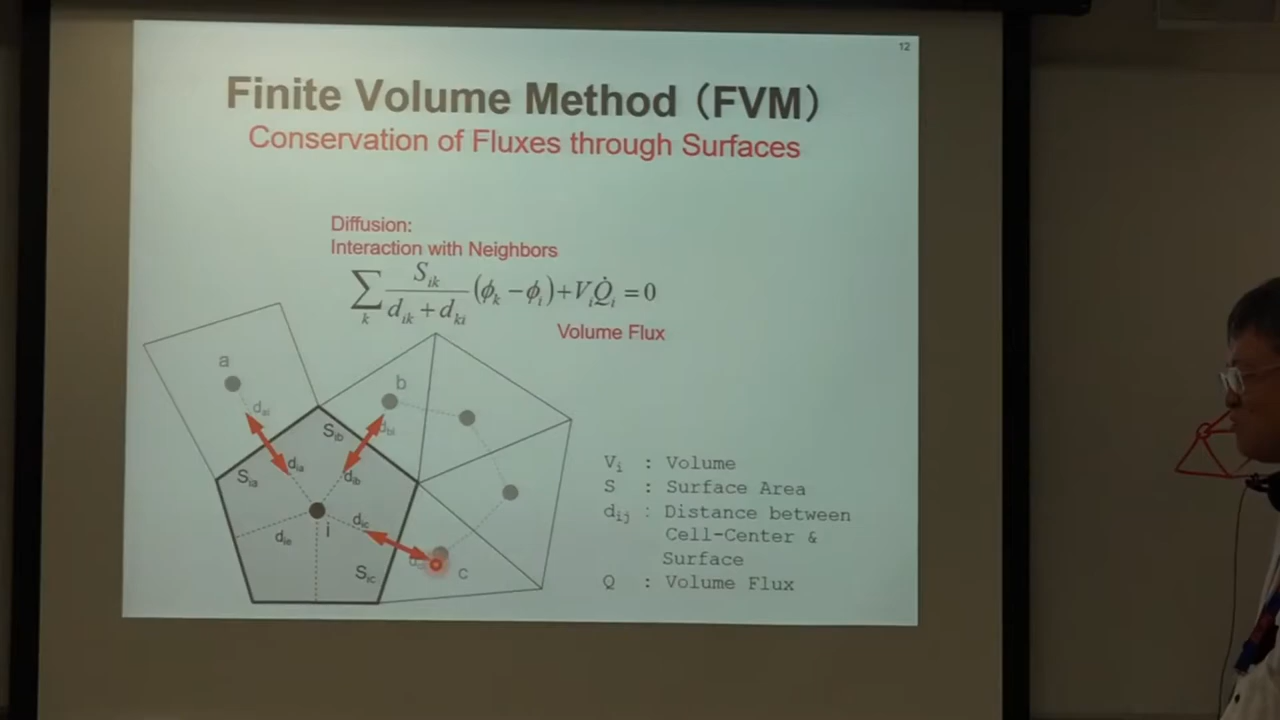 12
Finite Volume Method (FVM)
Conservation of Fluxes through Surfaces
Diffusion:
Interaction with Neighbors
∑_k S_ik / (d_ik + d_ki) (ϕ_k − ϕ_i) + V_i Q̇_i = 0
Volume Flux
a
b
d_ai
S_ib
d_bi
S_ia
d_ia
d_ib
i
d_ic
d_ie
S_ic
c
V_i : Volume
S : Surface Area
d_ij : Distance between
Cell-Center &
Surface
Q : Volume Flux